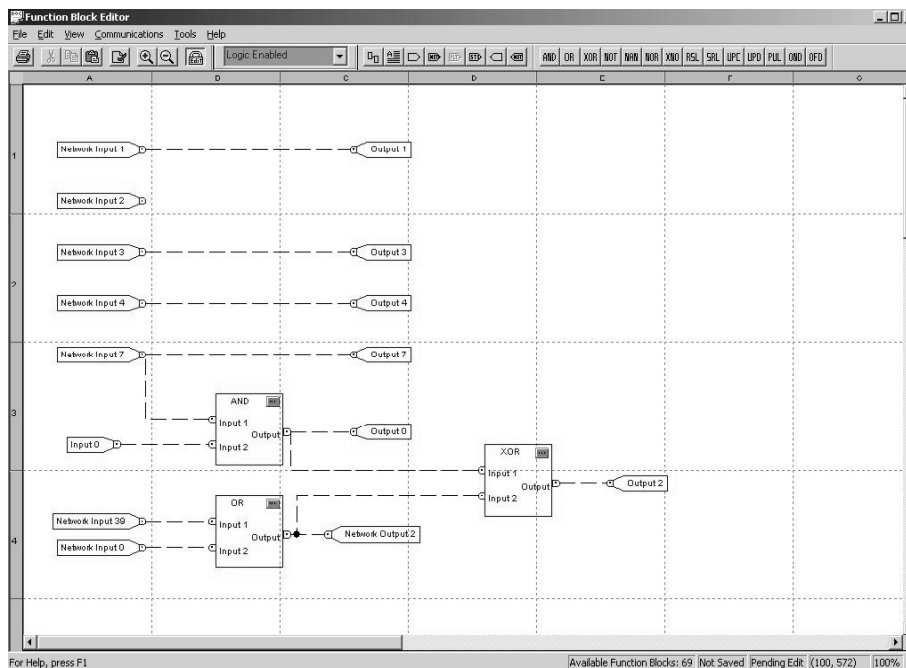 Function Block Editor
File Edit View Communications Tools Help
Logic Enabled
AND OR XOR NOT NAN NOR XNO RSL SRL UPC UPD PUL OND OFD
A B C D E F G
1
Network Input 1
Output 1
Network Input 2
2
Network Input 3
Output 3
Network Input 4
Output 4
Network Input 7
Output 7
3
AND
Input 1
Output
Input 2
Input 0
Output 0
XOR
Input 1
Output
Input 2
Output 2
4
OR
Network Input 39
Input 1
Output
Network Input 0
Input 2
Network Output 2
For Help, press F1
Available Function Blocks: 69 Not Saved Pending Edit (100, 572) 100%